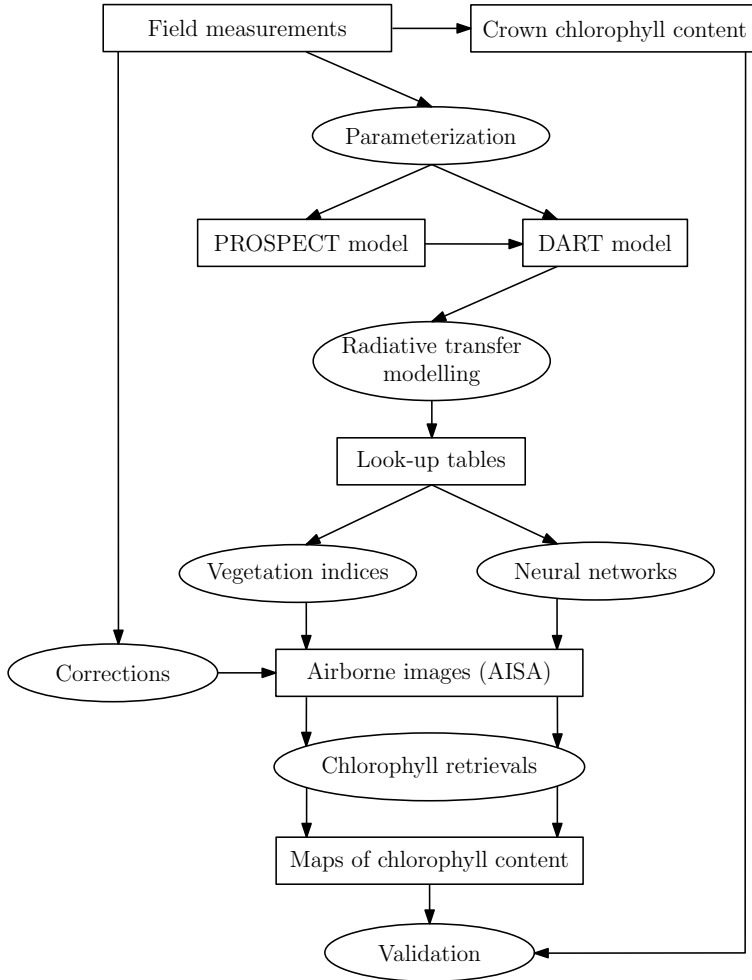 Field measurements
Crown chlorophyll content
Parameterization
PROSPECT model
DART model
Radiative transfer
modelling
Look-up tables
Vegetation indices
Neural networks
Corrections
Airborne images (AISA)
Chlorophyll retrievals
Maps of chlorophyll content
Validation